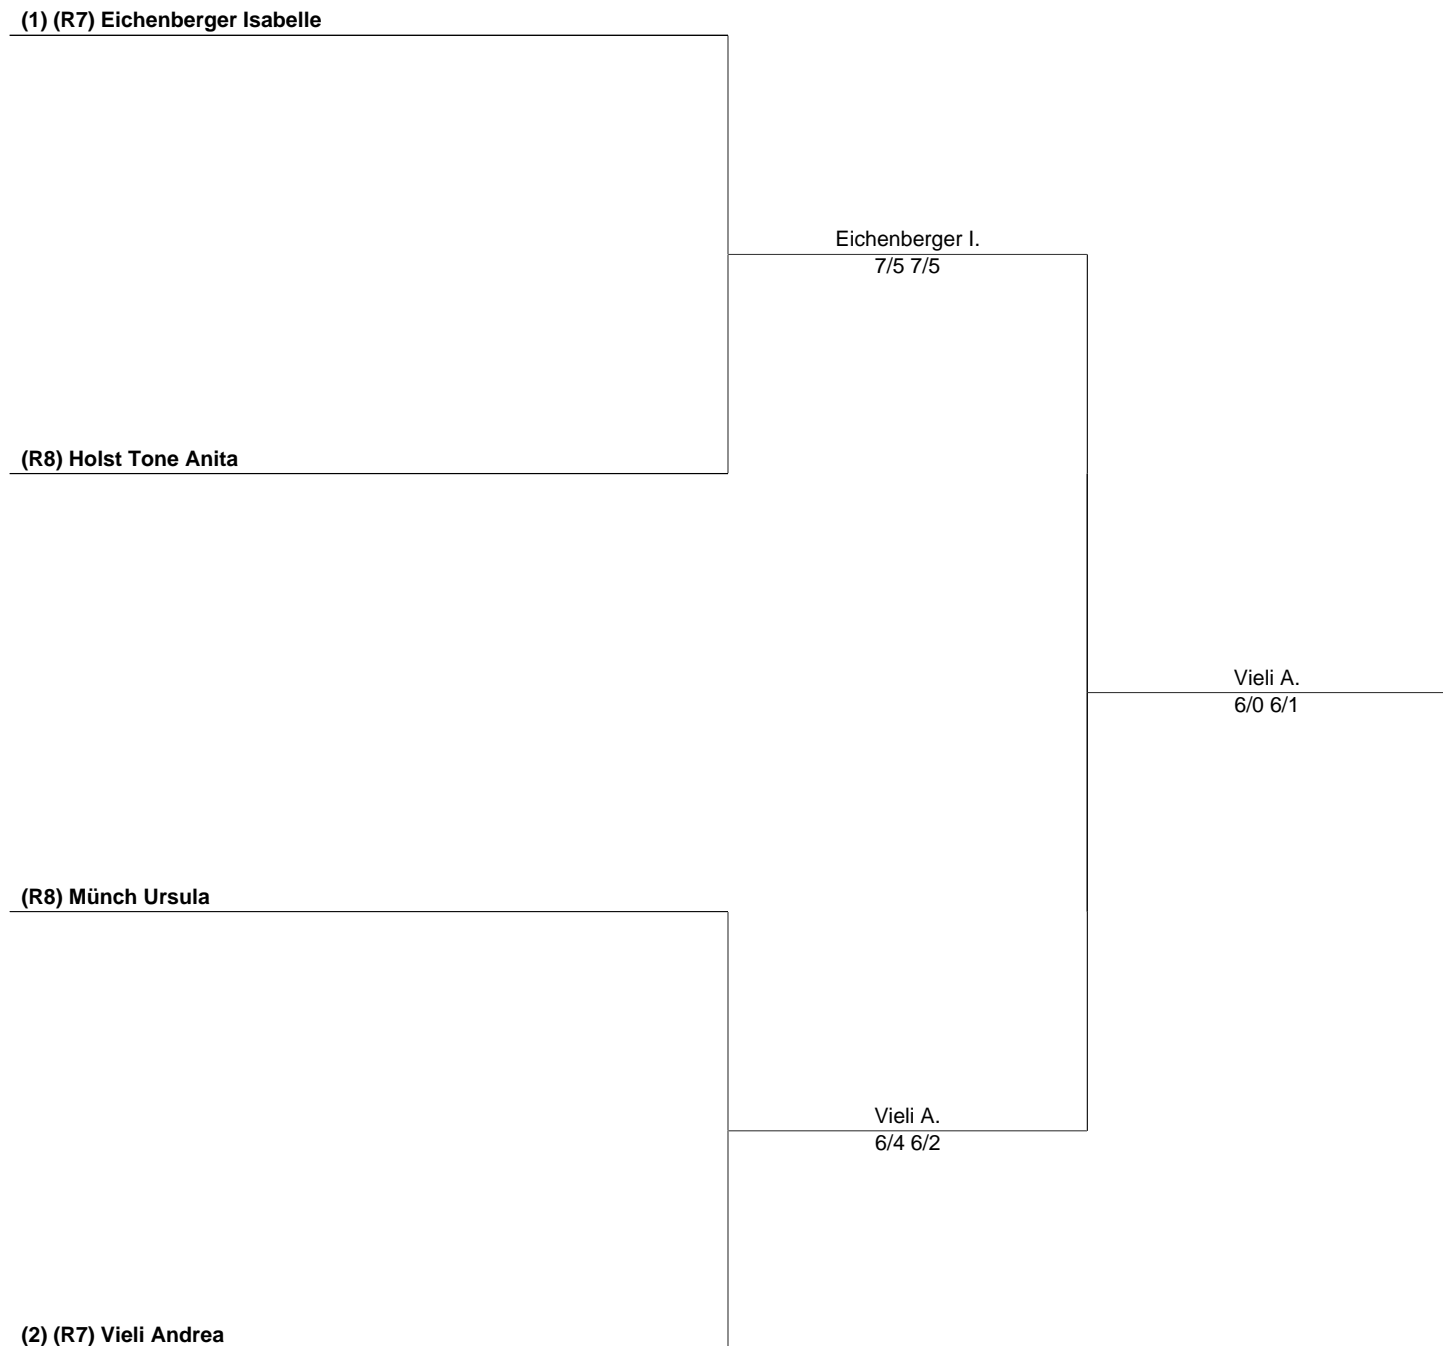 (1) (R7) Eichenberger Isabelle
Eichenberger I.
7/5 7/5
(R8) Holst Tone Anita
Vieli A.
6/0 6/1
(R8) Münch Ursula
Vieli A.
6/4 6/2
(2) (R7) Vieli Andrea